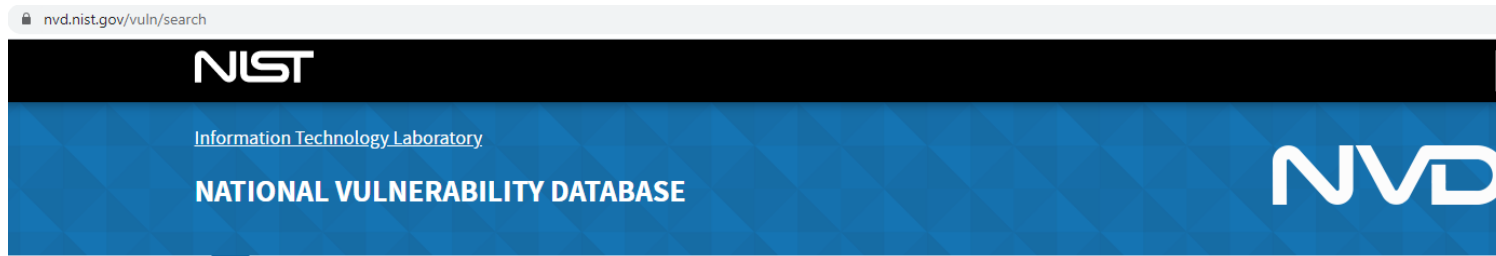 nvd.nist.gov/vuln/search
NIST
Information Technology Laboratory
NATIONAL VULNERABILITY DATABASE
NVD